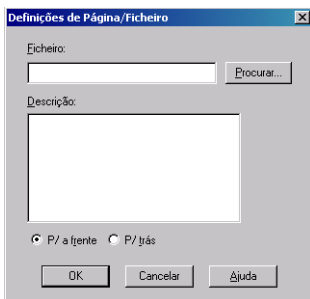 Definições de Página/Ficheiro
Ficheiro:
Procurar...
Descrição:
P/ a frente P/ trás
OK Cancelar Ajuda